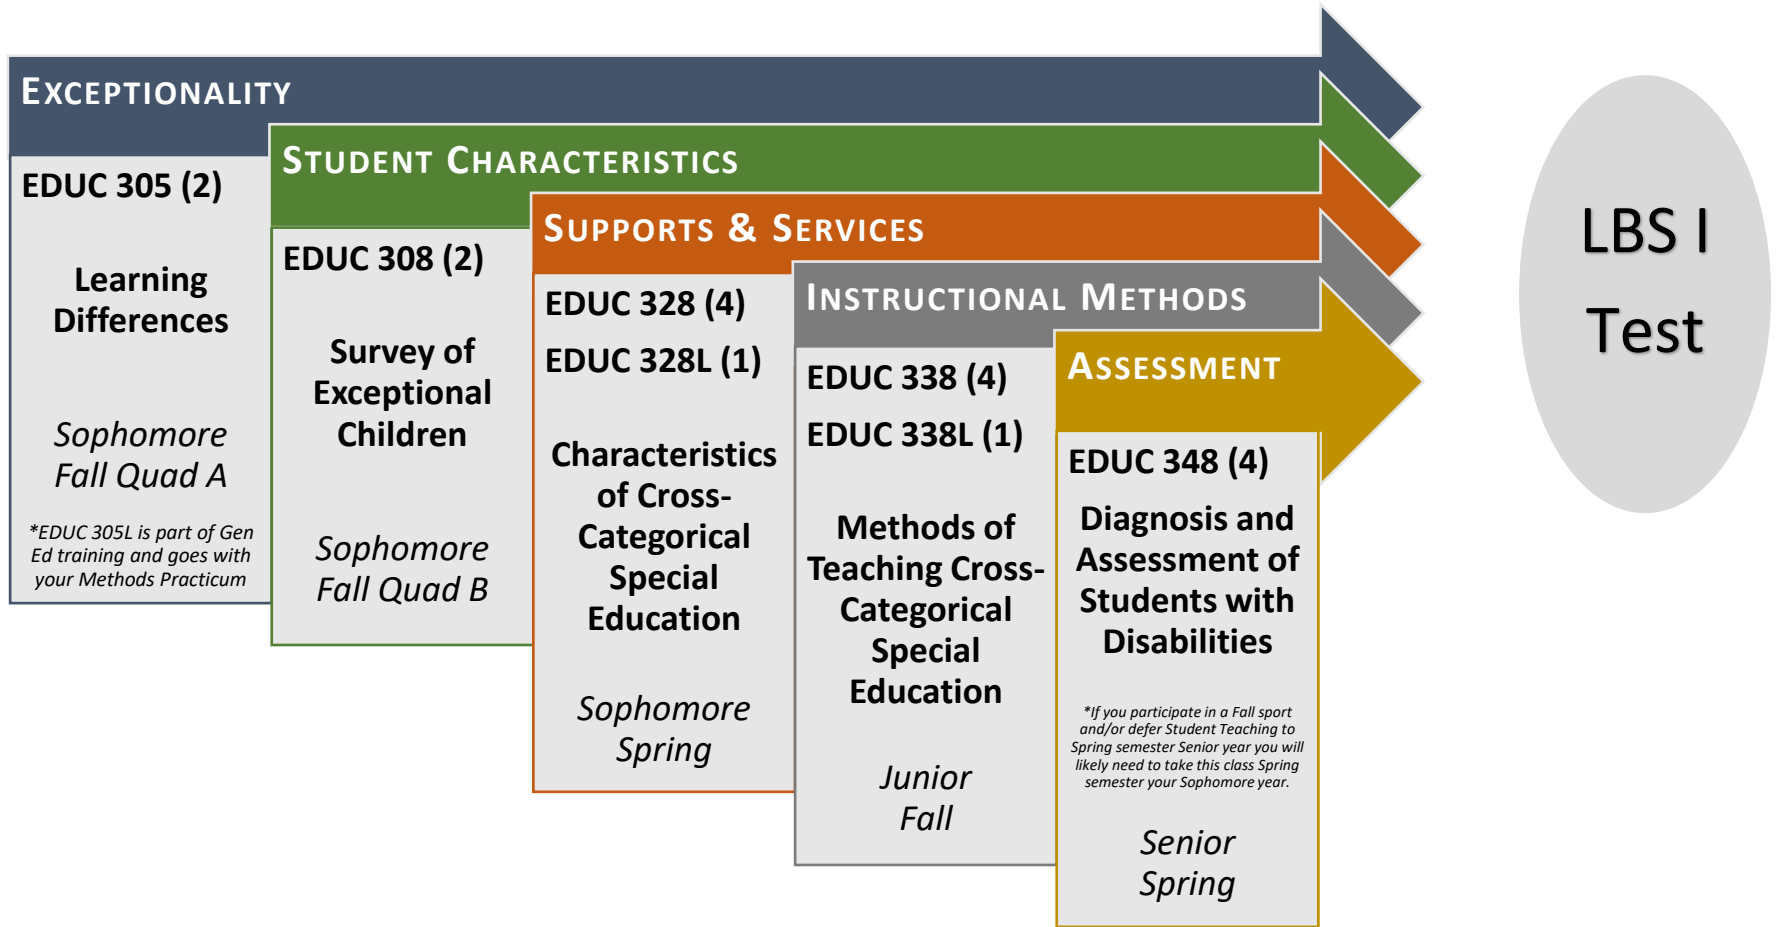 EXCEPTIONALITY
EDUC 305 (2)
Learning
Differences
Sophomore
Fall Quad A
*EDUC 305L is part of Gen
Ed training and goes with
your Methods Practicum
STUDENT CHARACTERISTICS
EDUC 308 (2)
Survey of
Exceptional
Children
Sophomore
Fall Quad B
SUPPORTS & SERVICES
EDUC 328 (4)
EDUC 328L (1)
Characteristics
of Cross-
Categorical
Special
Education
Sophomore
Spring
INSTRUCTIONAL METHODS
EDUC 338 (4)
EDUC 338L (1)
Methods of
Teaching Cross-
Categorical
Special
Education
Junior
Fall
ASSESSMENT
EDUC 348 (4)
Diagnosis and
Assessment of
Students with
Disabilities
*If you participate in a Fall sport
and/or defer Student Teaching to
Spring semester Senior year you will
likely need to take this class Spring
semester your Sophomore year.
Senior
Spring
LBS I
Test